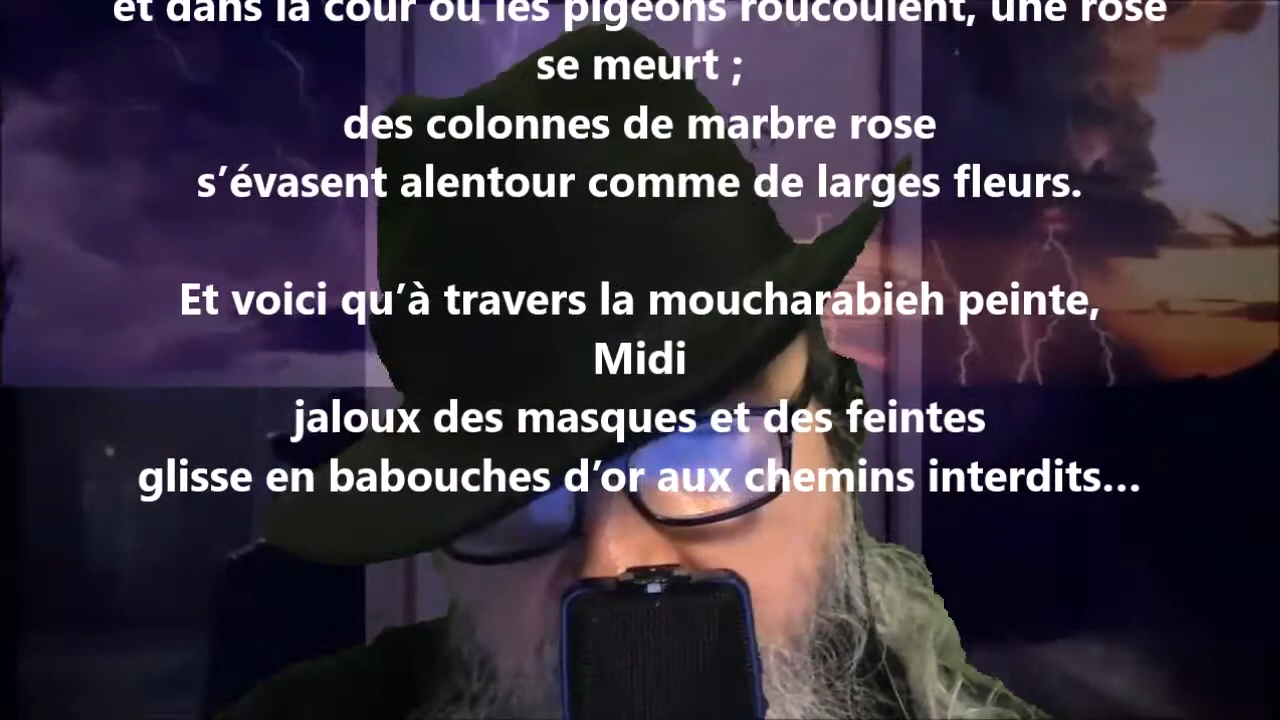 et dans la cour où les pigeons roucoulent, une rose
se meurt ;
des colonnes de marbre rose
s’évasent alentour comme de larges fleurs.
Et voici qu’à travers la moucharabieh peinte,
Midi
jaloux des masques et des feintes
glisse en babouches d’or aux chemins interdits…